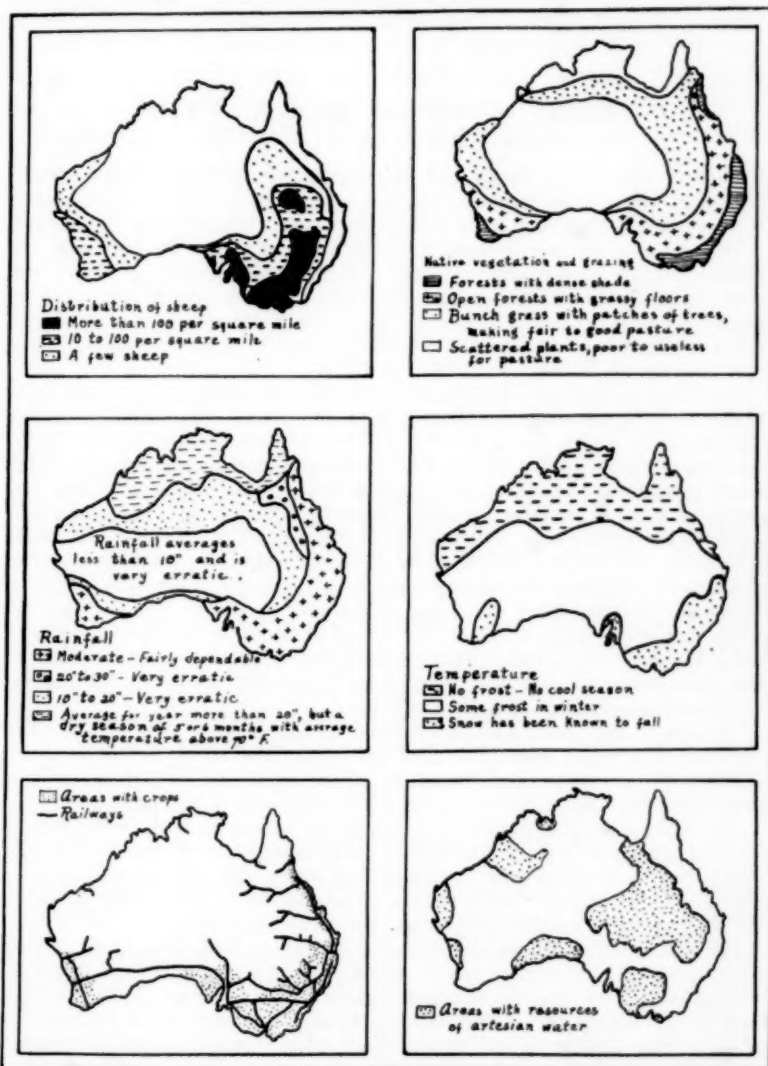 Distribution of sheep
More than 100 per square mile
10 to 100 per square mile
A few sheep
Native vegetation and grazing
Forests with dense shade
Open forests with grassy floors
Bunch grass with patches of trees,
making fair to good pasture
Scattered plants, poor to useless
for pasture
Rainfall averages
less than 10" and is
very erratic..
Rainfall
Moderate - Fairly dependable
20" to 30" - Very erratic
10" to 20" - Very erratic
Average for year more than 20", but a
dry season of 5 or 6 months with average
temperature above 70° F.
Temperature
No frost - No cool season
Some frost in winter
Snow has been known to fall
Areas with crops
Railways
Areas with resources
of artesian water